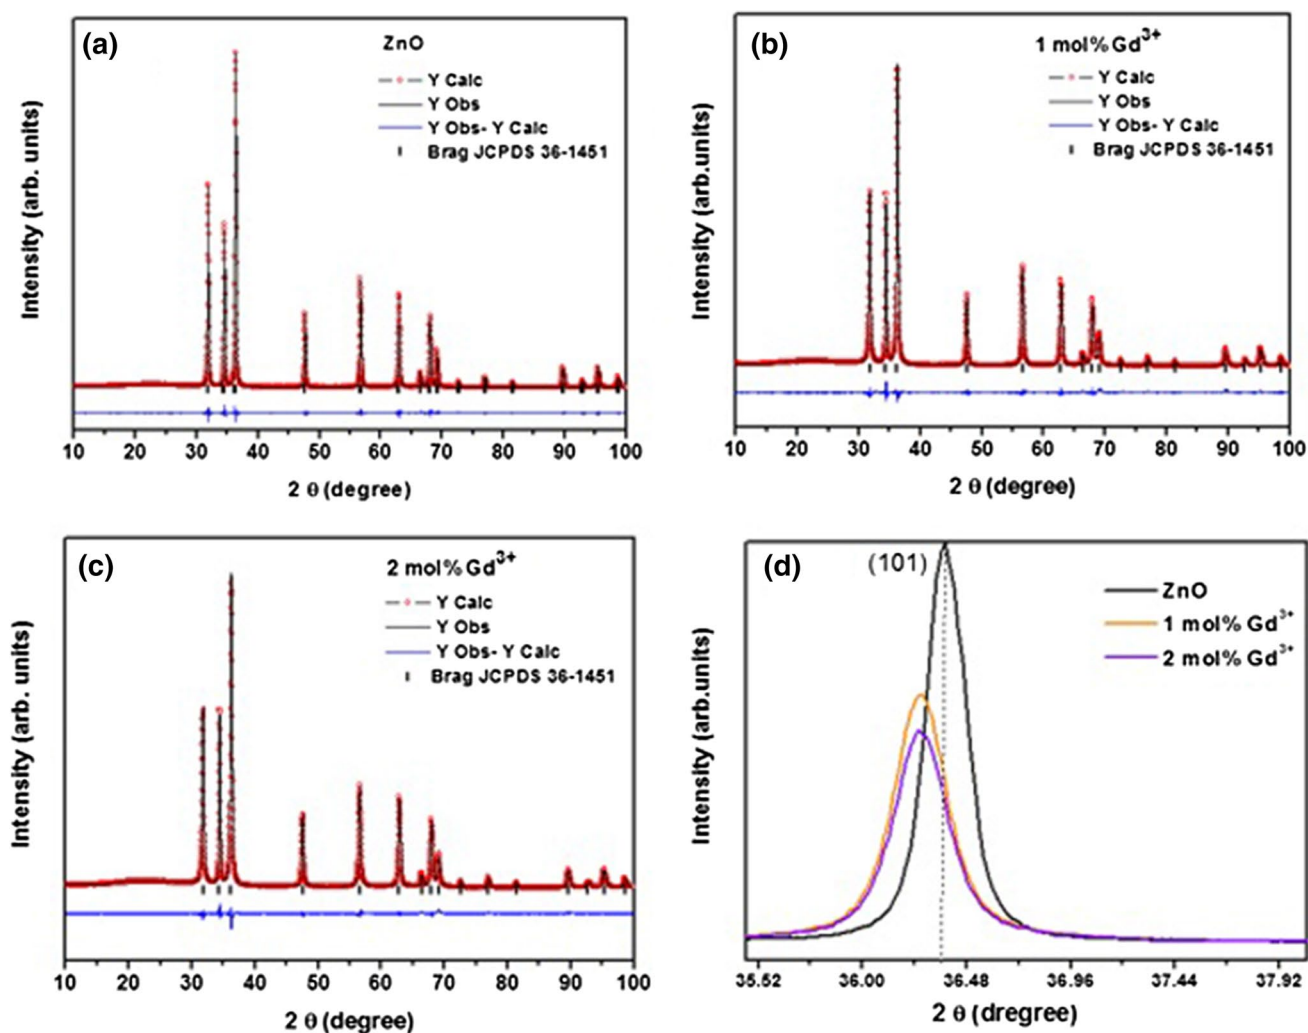 (a)
ZnO
Y Calc
Y Obs
Y Obs- Y Calc
Brag JCPDS 36-1451
Intensity (arb. units)
10 20 30 40 50 60 70 80 90 100
2 θ (degree)
(b)
1 mol% Gd3+
Y Calc
Y Obs
Y Obs- Y Calc
Brag JCPDS 36-1451
Intensity (arb.units)
10 20 30 40 50 60 70 80 90 100
2 θ (degree)
(c)
2 mol% Gd3+
Y Calc
Y Obs
Y Obs- Y Calc
Brag JCPDS 36-1451
Intensity (arb. units)
10 20 30 40 50 60 70 80 90 100
2 θ (degree)
(d)
(101)
ZnO
1 mol% Gd3+
2 mol% Gd3+
Intensity (arb.units)
35.52 36.00 36.48 36.96 37.44 37.92
2 θ (dregree)